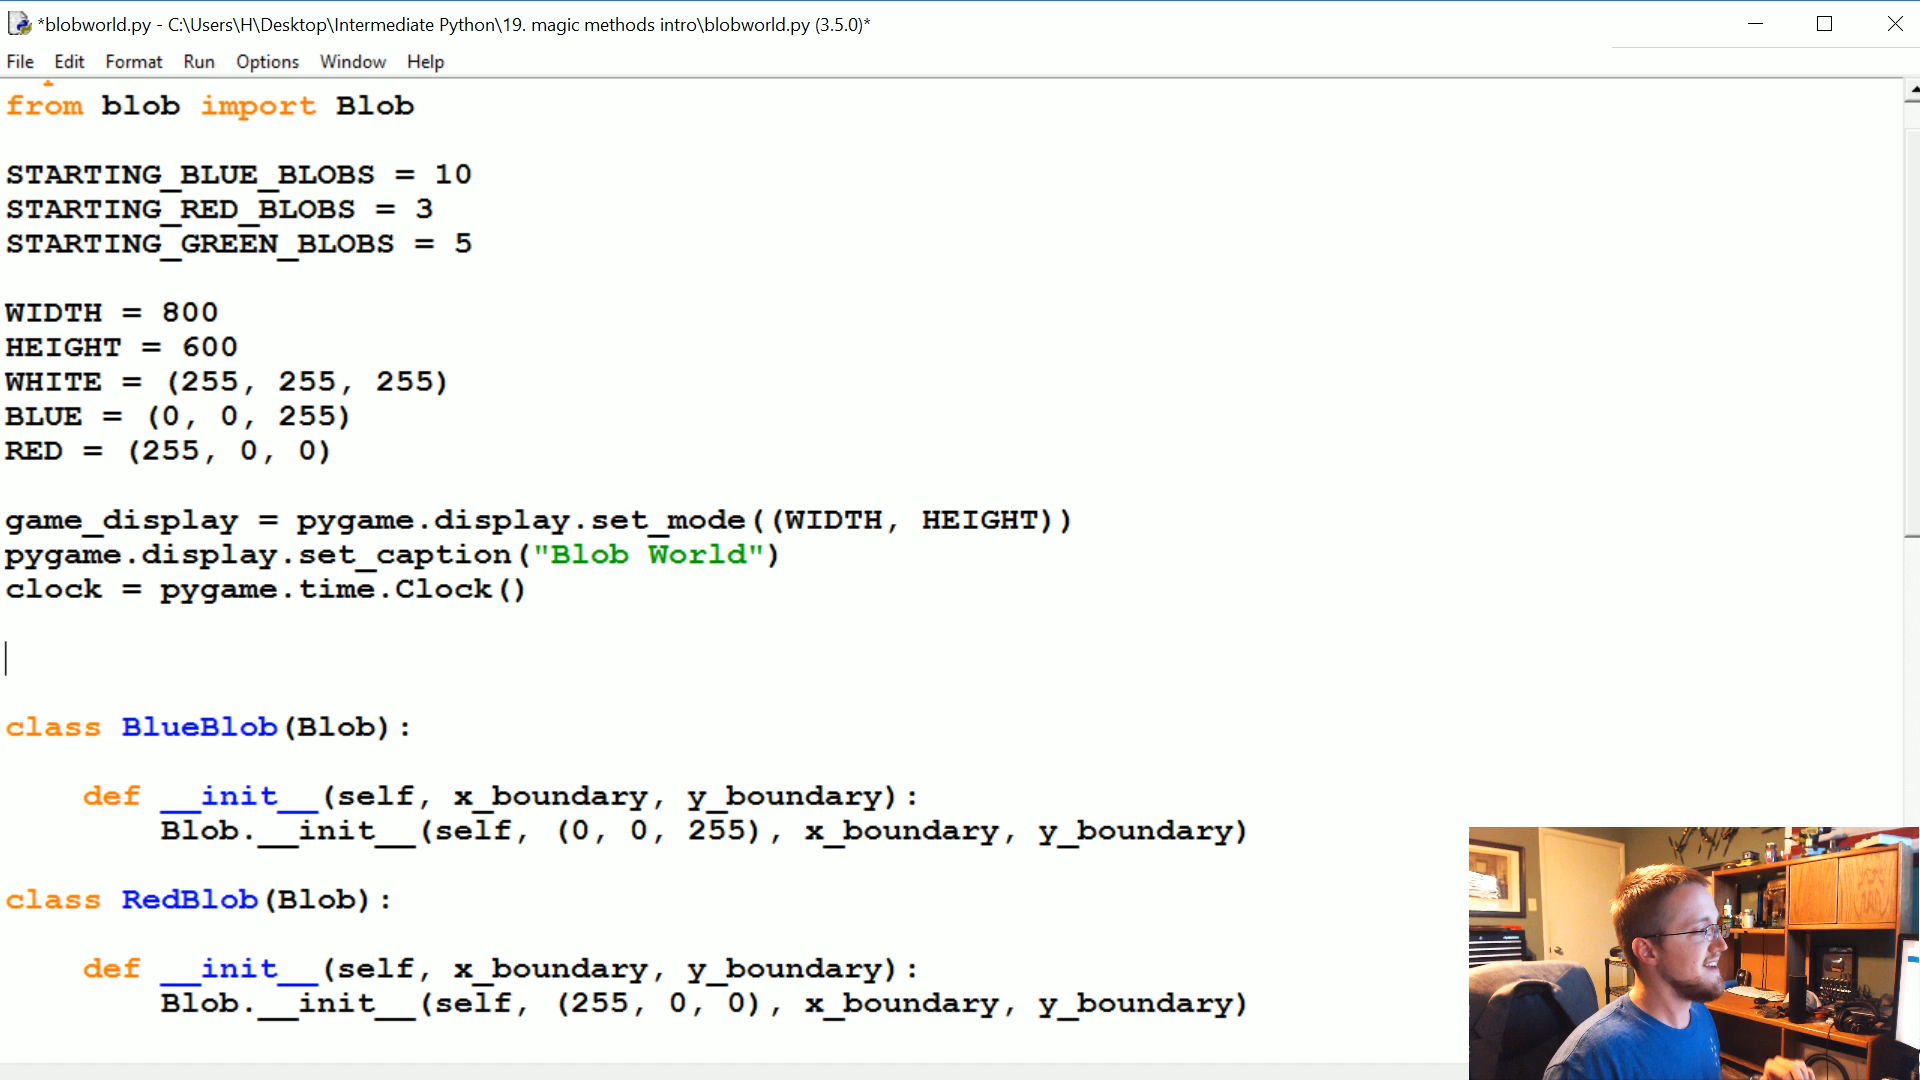 *blobworld.py - C:\Users\H\Desktop\Intermediate Python\19. magic methods intro\blobworld.py (3.5.0)*
File Edit Format Run Options Window Help
from blob import Blob
STARTING_BLUE_BLOBS = 10
STARTING_RED_BLOBS = 3
STARTING_GREEN_BLOBS = 5
WIDTH = 800
HEIGHT = 600
WHITE = (255, 255, 255)
BLUE = (0, 0, 255)
RED = (255, 0, 0)
game_display = pygame.display.set_mode((WIDTH, HEIGHT))
pygame.display.set_caption("Blob World")
clock = pygame.time.Clock()
class BlueBlob(Blob):
    def __init__(self, x_boundary, y_boundary):
        Blob.__init__(self, (0, 0, 255), x_boundary, y_boundary)
class RedBlob(Blob):
    def __init__(self, x_boundary, y_boundary):
        Blob.__init__(self, (255, 0, 0), x_boundary, y_boundary)